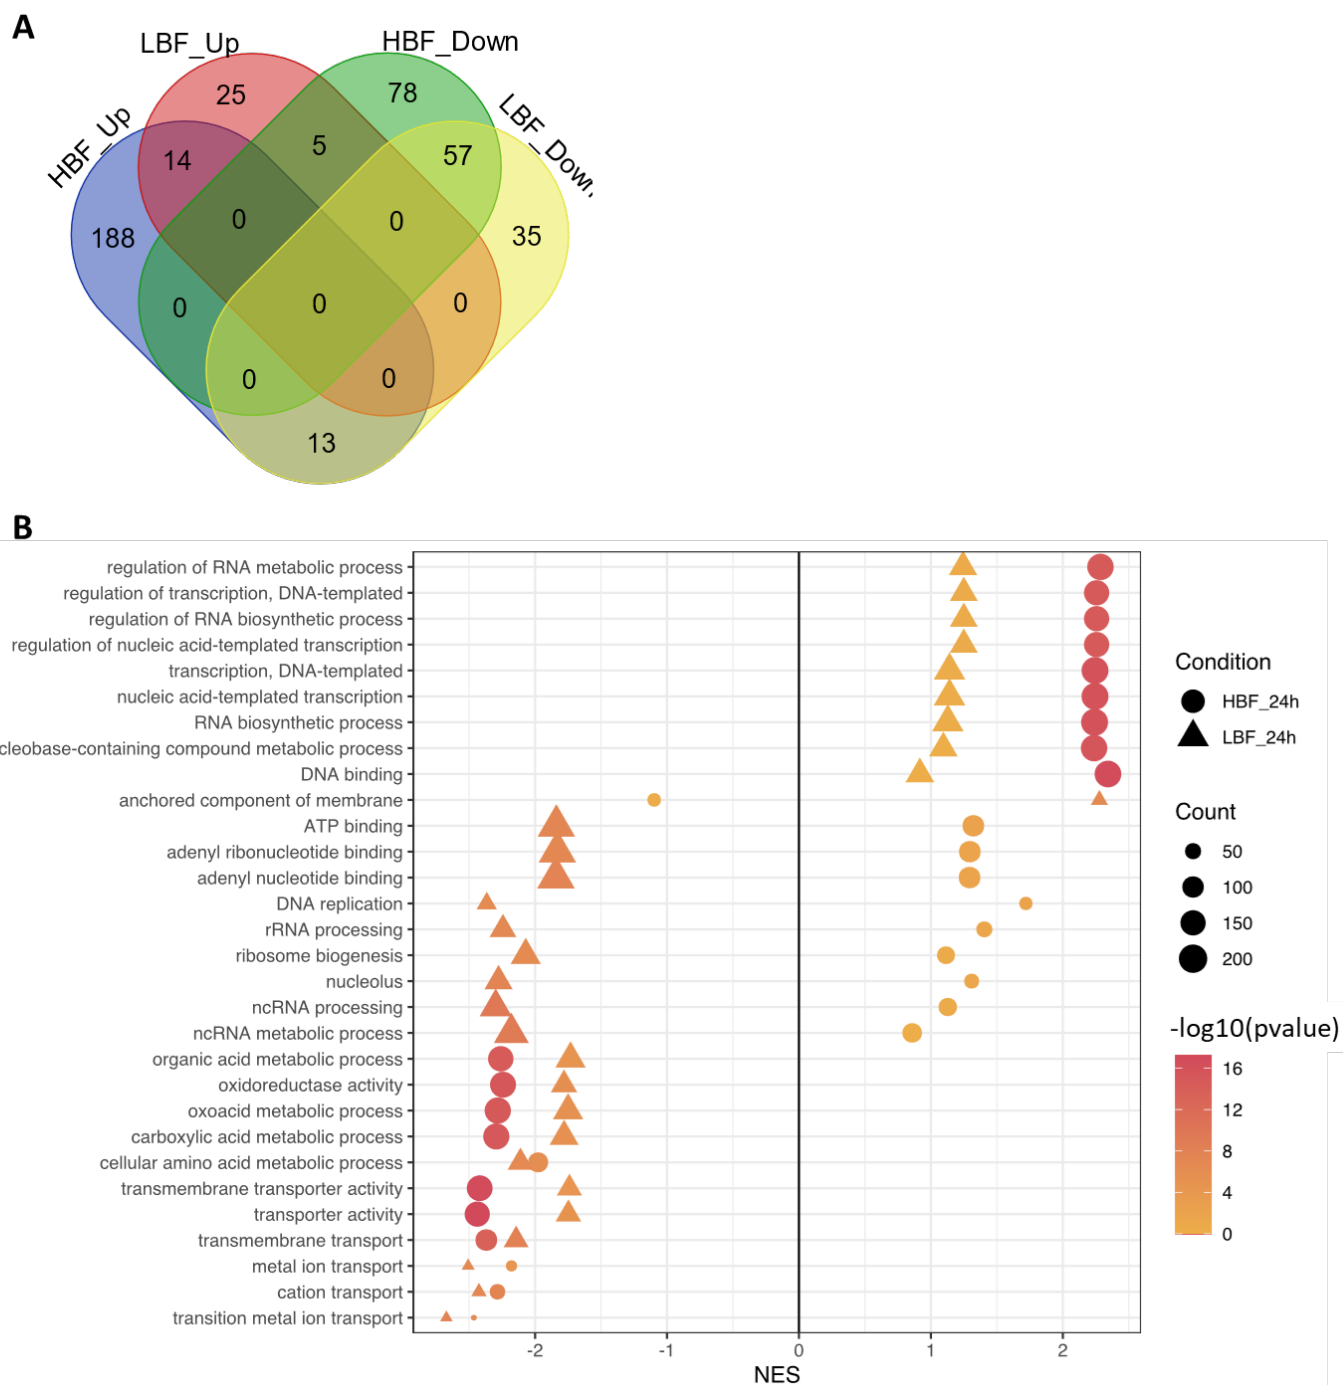 A
LBF_Up
HBF_Down
HBF_Up
LBF_Down
25
78
5
57
14
0
0
188
35
0
0
0
0
0
13
B
regulation of RNA metabolic process
regulation of transcription, DNA-templated
regulation of RNA biosynthetic process
regulation of nucleic acid-templated transcription
transcription, DNA-templated
nucleic acid-templated transcription
RNA biosynthetic process
cleobase-containing compound metabolic process
DNA binding
anchored component of membrane
ATP binding
adenyl ribonucleotide binding
adenyl nucleotide binding
DNA replication
rRNA processing
ribosome biogenesis
nucleolus
ncRNA processing
ncRNA metabolic process
organic acid metabolic process
oxidoreductase activity
oxoacid metabolic process
carboxylic acid metabolic process
cellular amino acid metabolic process
transmembrane transporter activity
transporter activity
transmembrane transport
metal ion transport
cation transport
transition metal ion transport
-2
-1
0
1
2
NES
Condition
HBF_24h
LBF_24h
Count
50
100
150
200
-log10(pvalue)
16
12
8
4
0